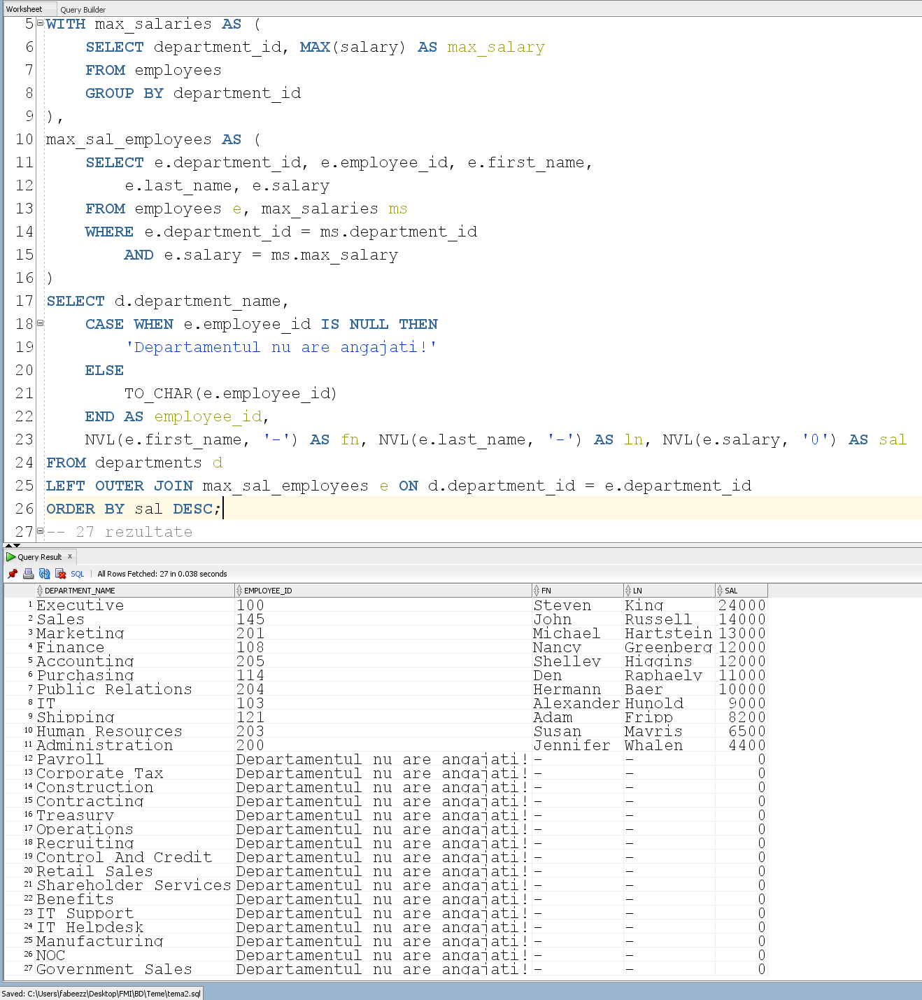 Worksheet Query Builder
5 WITH max_salaries AS (
6 SELECT department_id, MAX(salary) AS max_salary
7 FROM employees
8 GROUP BY department_id
9 ),
10 max_sal_employees AS (
11 SELECT e.department_id, e.employee_id, e.first_name,
12 e.last_name, e.salary
13 FROM employees e, max_salaries ms
14 WHERE e.department_id = ms.department_id
15 AND e.salary = ms.max_salary
16 )
17 SELECT d.department_name,
18 CASE WHEN e.employee_id IS NULL THEN
19 'Departamentul nu are angajati!'
20 ELSE
21 TO_CHAR(e.employee_id)
22 END AS employee_id,
23 NVL(e.first_name, '-') AS fn, NVL(e.last_name, '-') AS ln, NVL(e.salary, '0') AS sal
24 FROM departments d
25 LEFT OUTER JOIN max_sal_employees e ON d.department_id = e.department_id
26 ORDER BY sal DESC;
27 -- 27 rezultate
Query Result x
SQL | All Rows Fetched: 27 in 0.038 seconds
DEPARTMENT_NAME EMPLOYEE_ID FN LN SAL
1 Executive 100 Steven King 24000
2 Sales 145 John Russell 14000
3 Marketing 201 Michael Hartstein 13000
4 Finance 108 Nancy Greenberg 12000
5 Accounting 205 Shelley Higgins 12000
6 Purchasing 114 Den Raphaely 11000
7 Public Relations 204 Hermann Baer 10000
8 IT 103 Alexander Hunold 9000
9 Shipping 121 Adam Fripp 8200
10 Human Resources 203 Susan Mavris 6500
11 Administration 200 Jennifer Whalen 4400
12 Payroll Departamentul nu are angajati! - - 0
13 Corporate Tax Departamentul nu are angajati! - - 0
14 Construction Departamentul nu are angajati! - - 0
15 Contracting Departamentul nu are angajati! - - 0
16 Treasury Departamentul nu are angajati! - - 0
17 Operations Departamentul nu are angajati! - - 0
18 Recruiting Departamentul nu are angajati! - - 0
19 Control And Credit Departamentul nu are angajati! - - 0
20 Retail Sales Departamentul nu are angajati! - - 0
21 Shareholder Services Departamentul nu are angajati! - - 0
22 Benefits Departamentul nu are angajati! - - 0
23 IT Support Departamentul nu are angajati! - - 0
24 IT Helpdesk Departamentul nu are angajati! - - 0
25 Manufacturing Departamentul nu are angajati! - - 0
26 NOC Departamentul nu are angajati! - - 0
27 Government Sales Departamentul nu are angajati! - - 0
Saved: C:\Users\fabeezz\Desktop\FMI\BD\Teme\tema2.sql